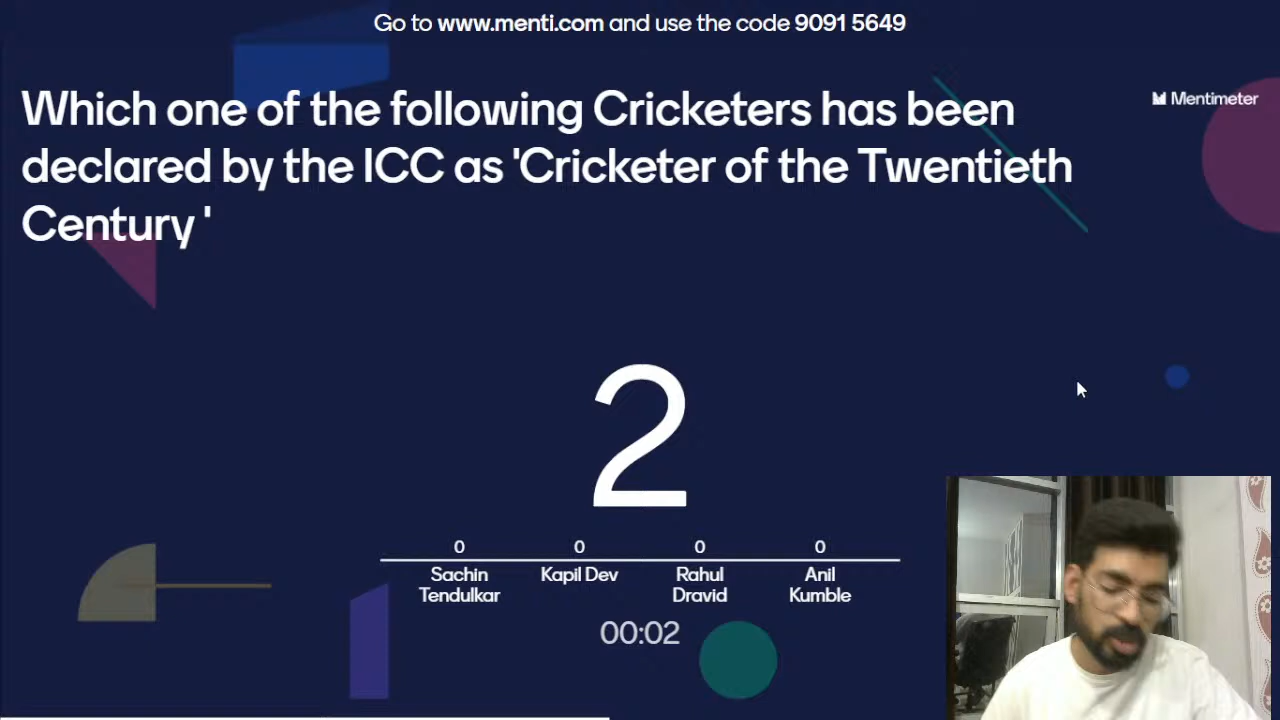 Go to www.menti.com and use the code 9091 5649
Which one of the following Cricketers has been
declared by the ICC as 'Cricketer of the Twentieth
Century '
Mentimeter
2
0 0 0 0
Sachin Tendulkar
Kapil Dev
Rahul Dravid
Anil Kumble
00:02